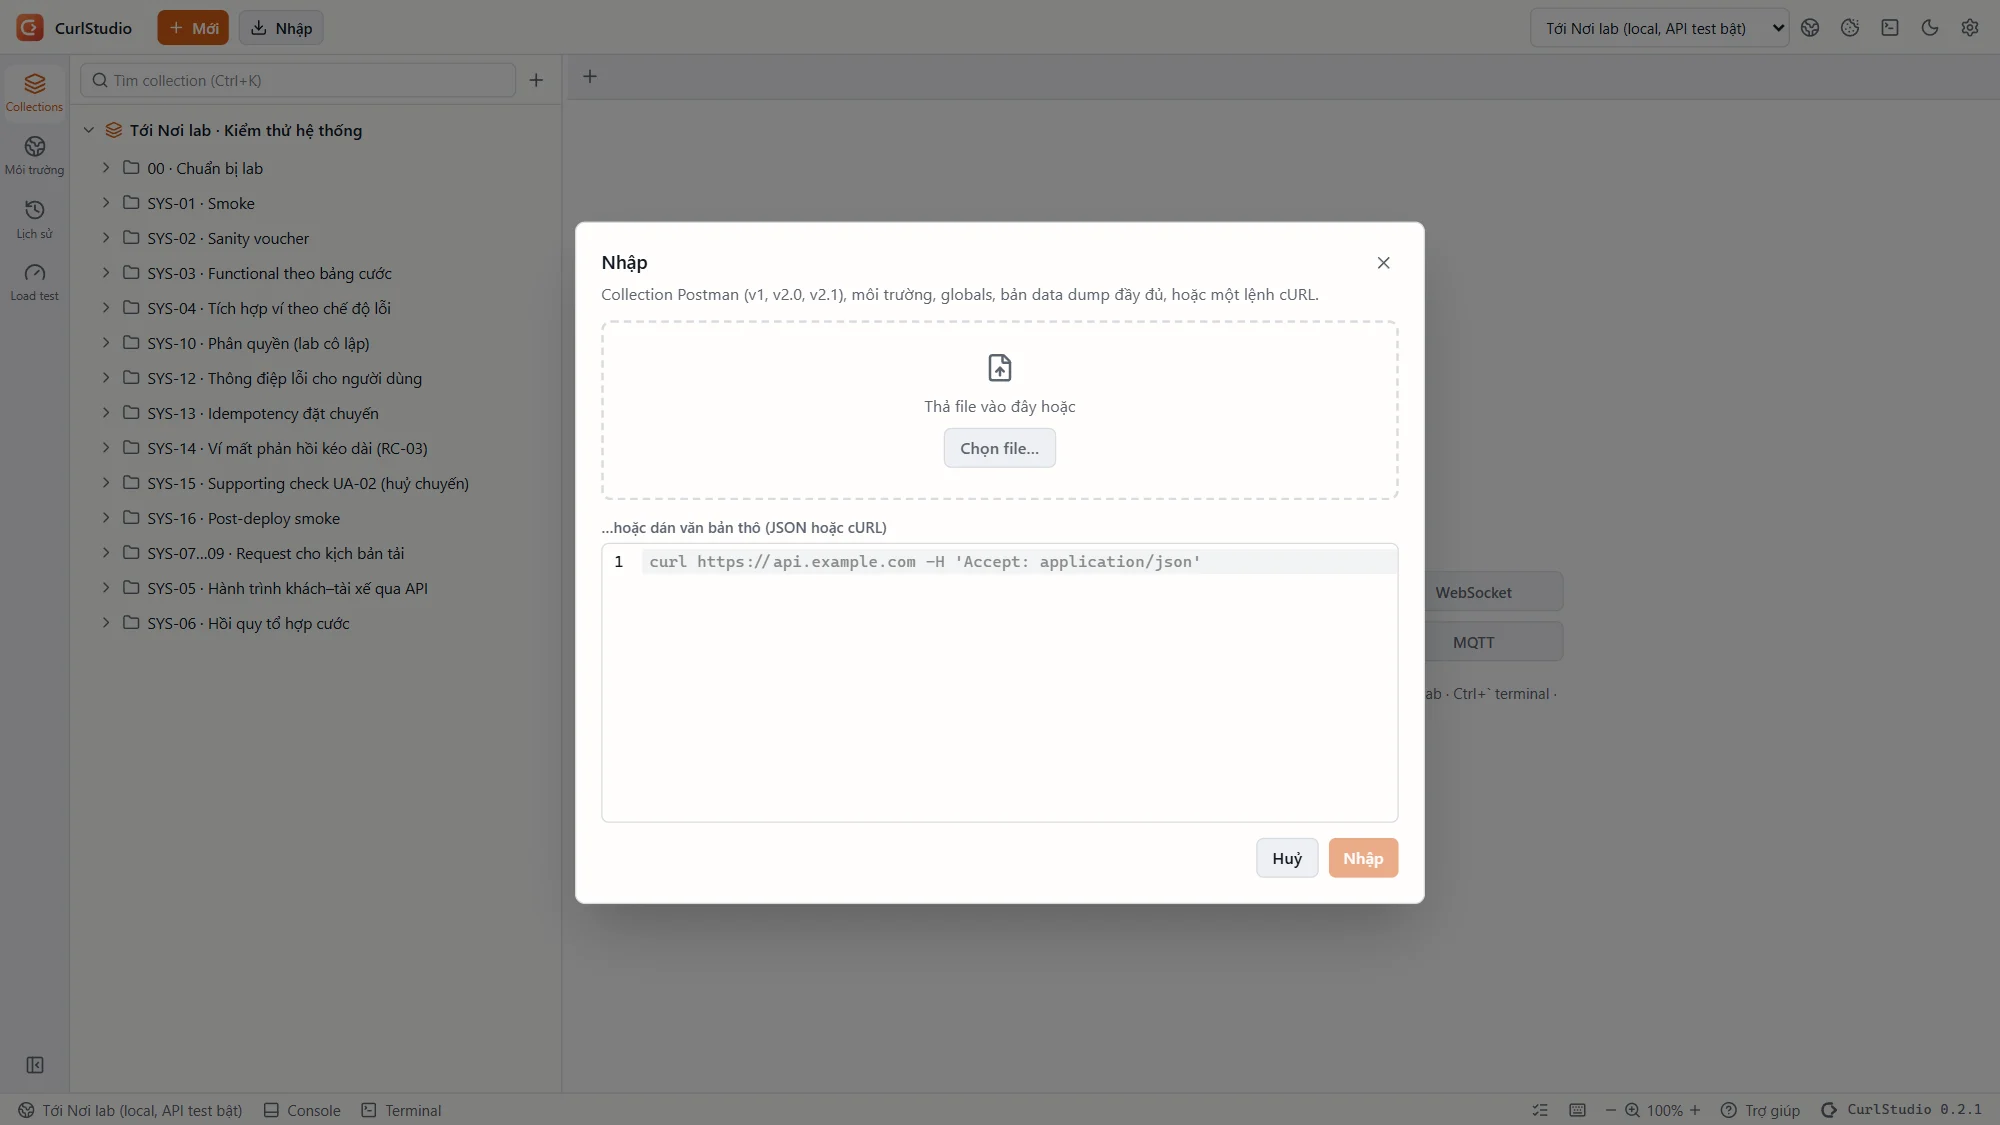 CurlStudio
Mới
Nhập
Tới Nơi lab (local, API test bật)
Collections
Môi trường
Lịch sử
Load test
Tìm collection (Ctrl+K)
Tới Nơi lab · Kiểm thử hệ thống
00 · Chuẩn bị lab
SYS-01 · Smoke
SYS-02 · Sanity voucher
SYS-03 · Functional theo bảng cước
SYS-04 · Tích hợp ví theo chế độ lỗi
SYS-10 · Phân quyền (lab cô lập)
SYS-12 · Thông điệp lỗi cho người dùng
SYS-13 · Idempotency đặt chuyến
SYS-14 · Ví mất phản hồi kéo dài (RC-03)
SYS-15 · Supporting check UA-02 (huỷ chuyến)
SYS-16 · Post-deploy smoke
SYS-07…09 · Request cho kịch bản tải
SYS-05 · Hành trình khách–tài xế qua API
SYS-06 · Hồi quy tổ hợp cước
Nhập
Collection Postman (v1, v2.0, v2.1), môi trường, globals, bản data dump đầy đủ, hoặc một lệnh cURL.
Thả file vào đây hoặc
Chọn file…
…hoặc dán văn bản thô (JSON hoặc cURL)
1 curl https://api.example.com -H 'Accept: application/json'
Huỷ
Nhập
WebSocket
MQTT
ab · Ctrl+` terminal ·
Tới Nơi lab (local, API test bật)
Console
Terminal
100%
Trợ giúp
CurlStudio 0.2.1